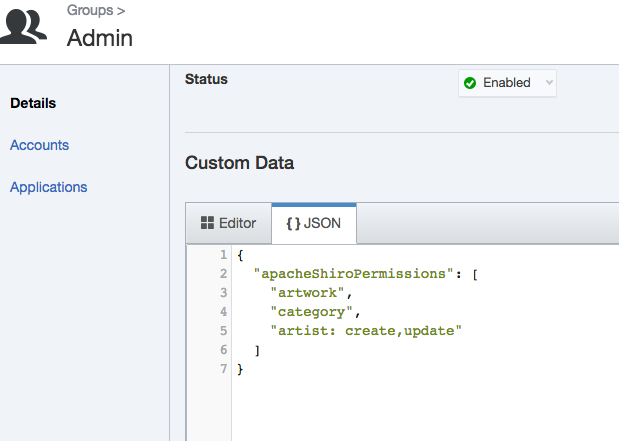 Groups >
Admin
Details
Accounts
Applications
Status
Enabled
Custom Data
Editor
{ } JSON
1 {
2   "apacheShiroPermissions": [
3     "artwork",
4     "category",
5     "artist: create,update"
6   ]
7 }